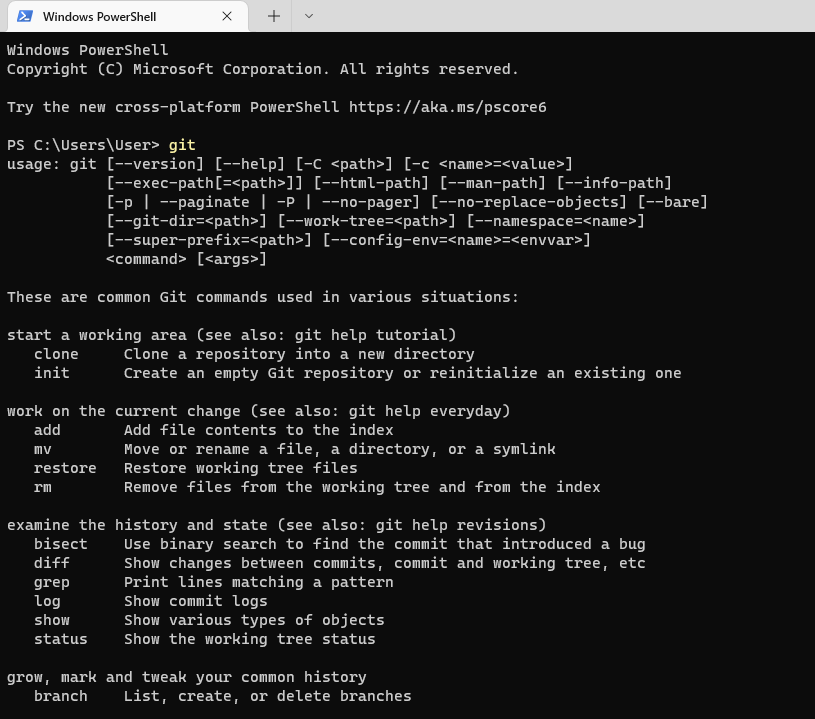 Windows PowerShell
Windows PowerShell
Copyright (C) Microsoft Corporation. All rights reserved.
Try the new cross-platform PowerShell https://aka.ms/pscore6
PS C:\Users\User> git
usage: git [--version] [--help] [-C <path>] [-c <name>=<value>]
           [--exec-path[=<path>]] [--html-path] [--man-path] [--info-path]
           [-p | --paginate | -P | --no-pager] [--no-replace-objects] [--bare]
           [--git-dir=<path>] [--work-tree=<path>] [--namespace=<name>]
           [--super-prefix=<path>] [--config-env=<name>=<envvar>]
           <command> [<args>]
These are common Git commands used in various situations:
start a working area (see also: git help tutorial)
   clone     Clone a repository into a new directory
   init      Create an empty Git repository or reinitialize an existing one
work on the current change (see also: git help everyday)
   add       Add file contents to the index
   mv        Move or rename a file, a directory, or a symlink
   restore   Restore working tree files
   rm        Remove files from the working tree and from the index
examine the history and state (see also: git help revisions)
   bisect    Use binary search to find the commit that introduced a bug
   diff      Show changes between commits, commit and working tree, etc
   grep      Print lines matching a pattern
   log       Show commit logs
   show      Show various types of objects
   status    Show the working tree status
grow, mark and tweak your common history
   branch    List, create, or delete branches